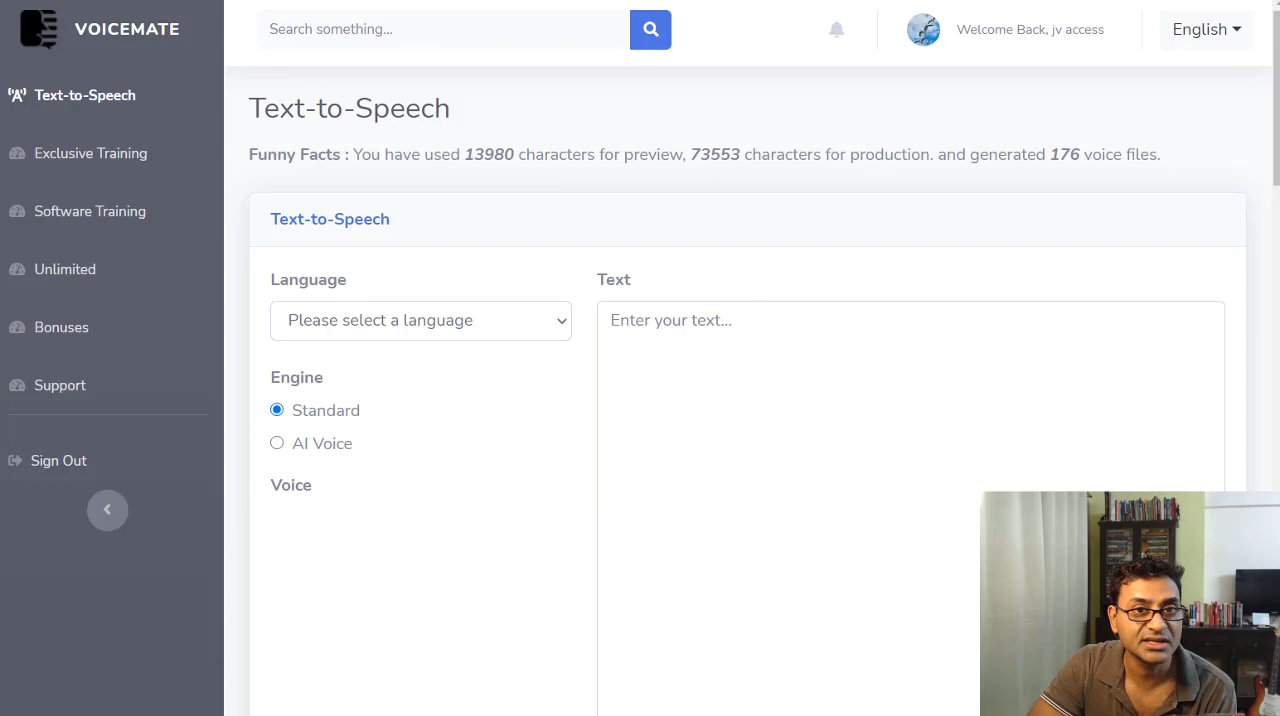 VOICEMATE
Search something...
Welcome Back, jv access
English
Text-to-Speech
Exclusive Training
Software Training
Unlimited
Bonuses
Support
Sign Out
Text-to-Speech
Funny Facts : You have used 13980 characters for preview, 73553 characters for production. and generated 176 voice files.
Text-to-Speech
Language
Please select a language
Engine
Standard
AI Voice
Voice
Text
Enter your text...